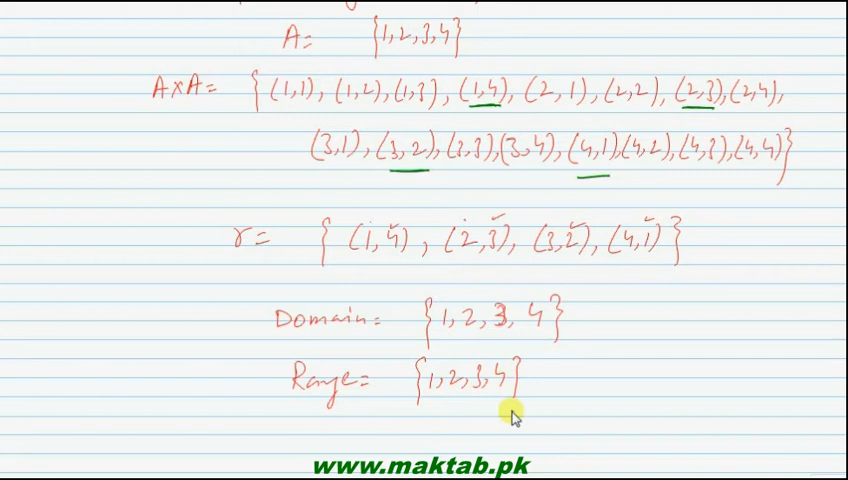 A= {1,2,3,4}
A×A= {(1,1), (1,2), (1,3), (1,4), (2,1), (2,2), (2,3), (2,4),
(3,1), (3,2), (3,3), (3,4), (4,1), (4,2), (4,3), (4,4)}
r= {(1,4), (2,3), (3,2), (4,1)}
Domain= {1,2,3,4}
Range= {1,2,3,4}
www.maktab.pk